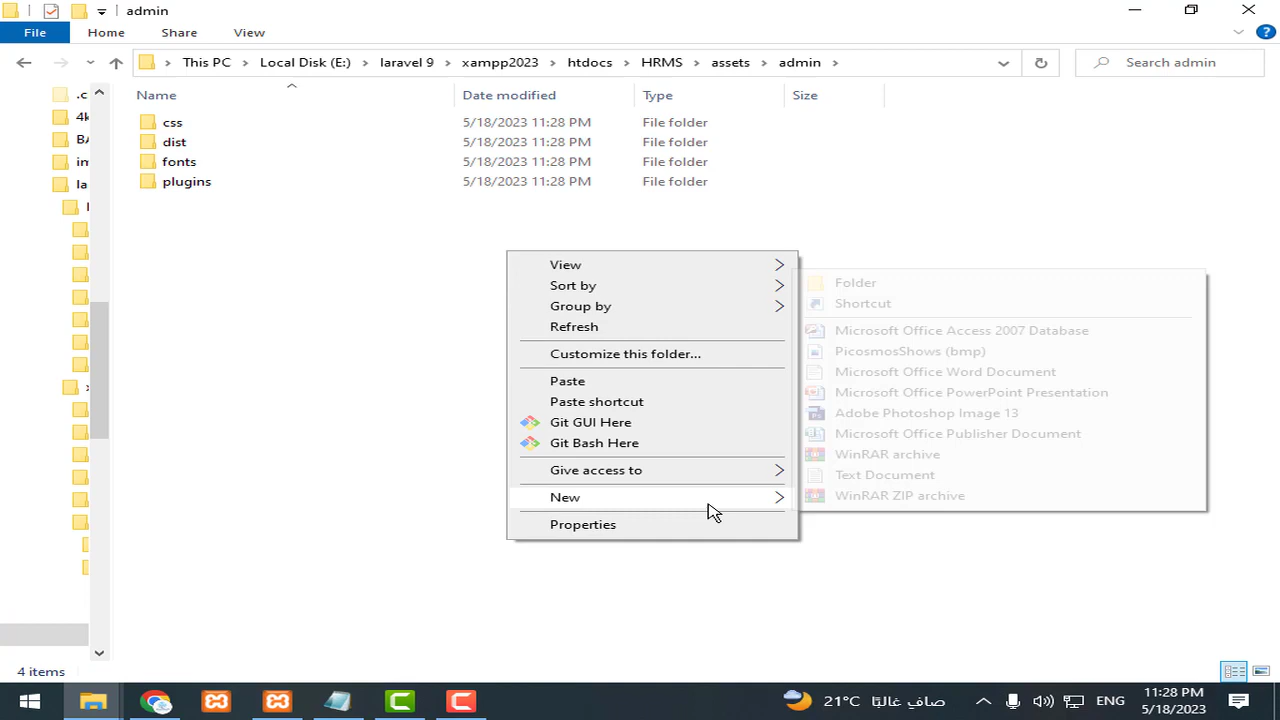 admin
File Home Share View
This PC Local Disk (E:) laravel 9 xampp2023 htdocs HRMS assets admin Search admin
Name Date modified Type Size
css 5/18/2023 11:28 PM File folder
dist 5/18/2023 11:28 PM File folder
fonts 5/18/2023 11:28 PM File folder
plugins 5/18/2023 11:28 PM File folder
.c
4k
BA
im
la
View
Sort by
Group by
Refresh
Customize this folder...
Paste
Paste shortcut
Git GUI Here
Git Bash Here
Give access to
New
Properties
Folder
Shortcut
Microsoft Office Access 2007 Database
PicosmosShows (bmp)
Microsoft Office Word Document
Microsoft Office PowerPoint Presentation
Adobe Photoshop Image 13
Microsoft Office Publisher Document
WinRAR archive
Text Document
WinRAR ZIP archive
4 items
21°C صاف غالبًا ENG 11:28 PM
5/18/2023